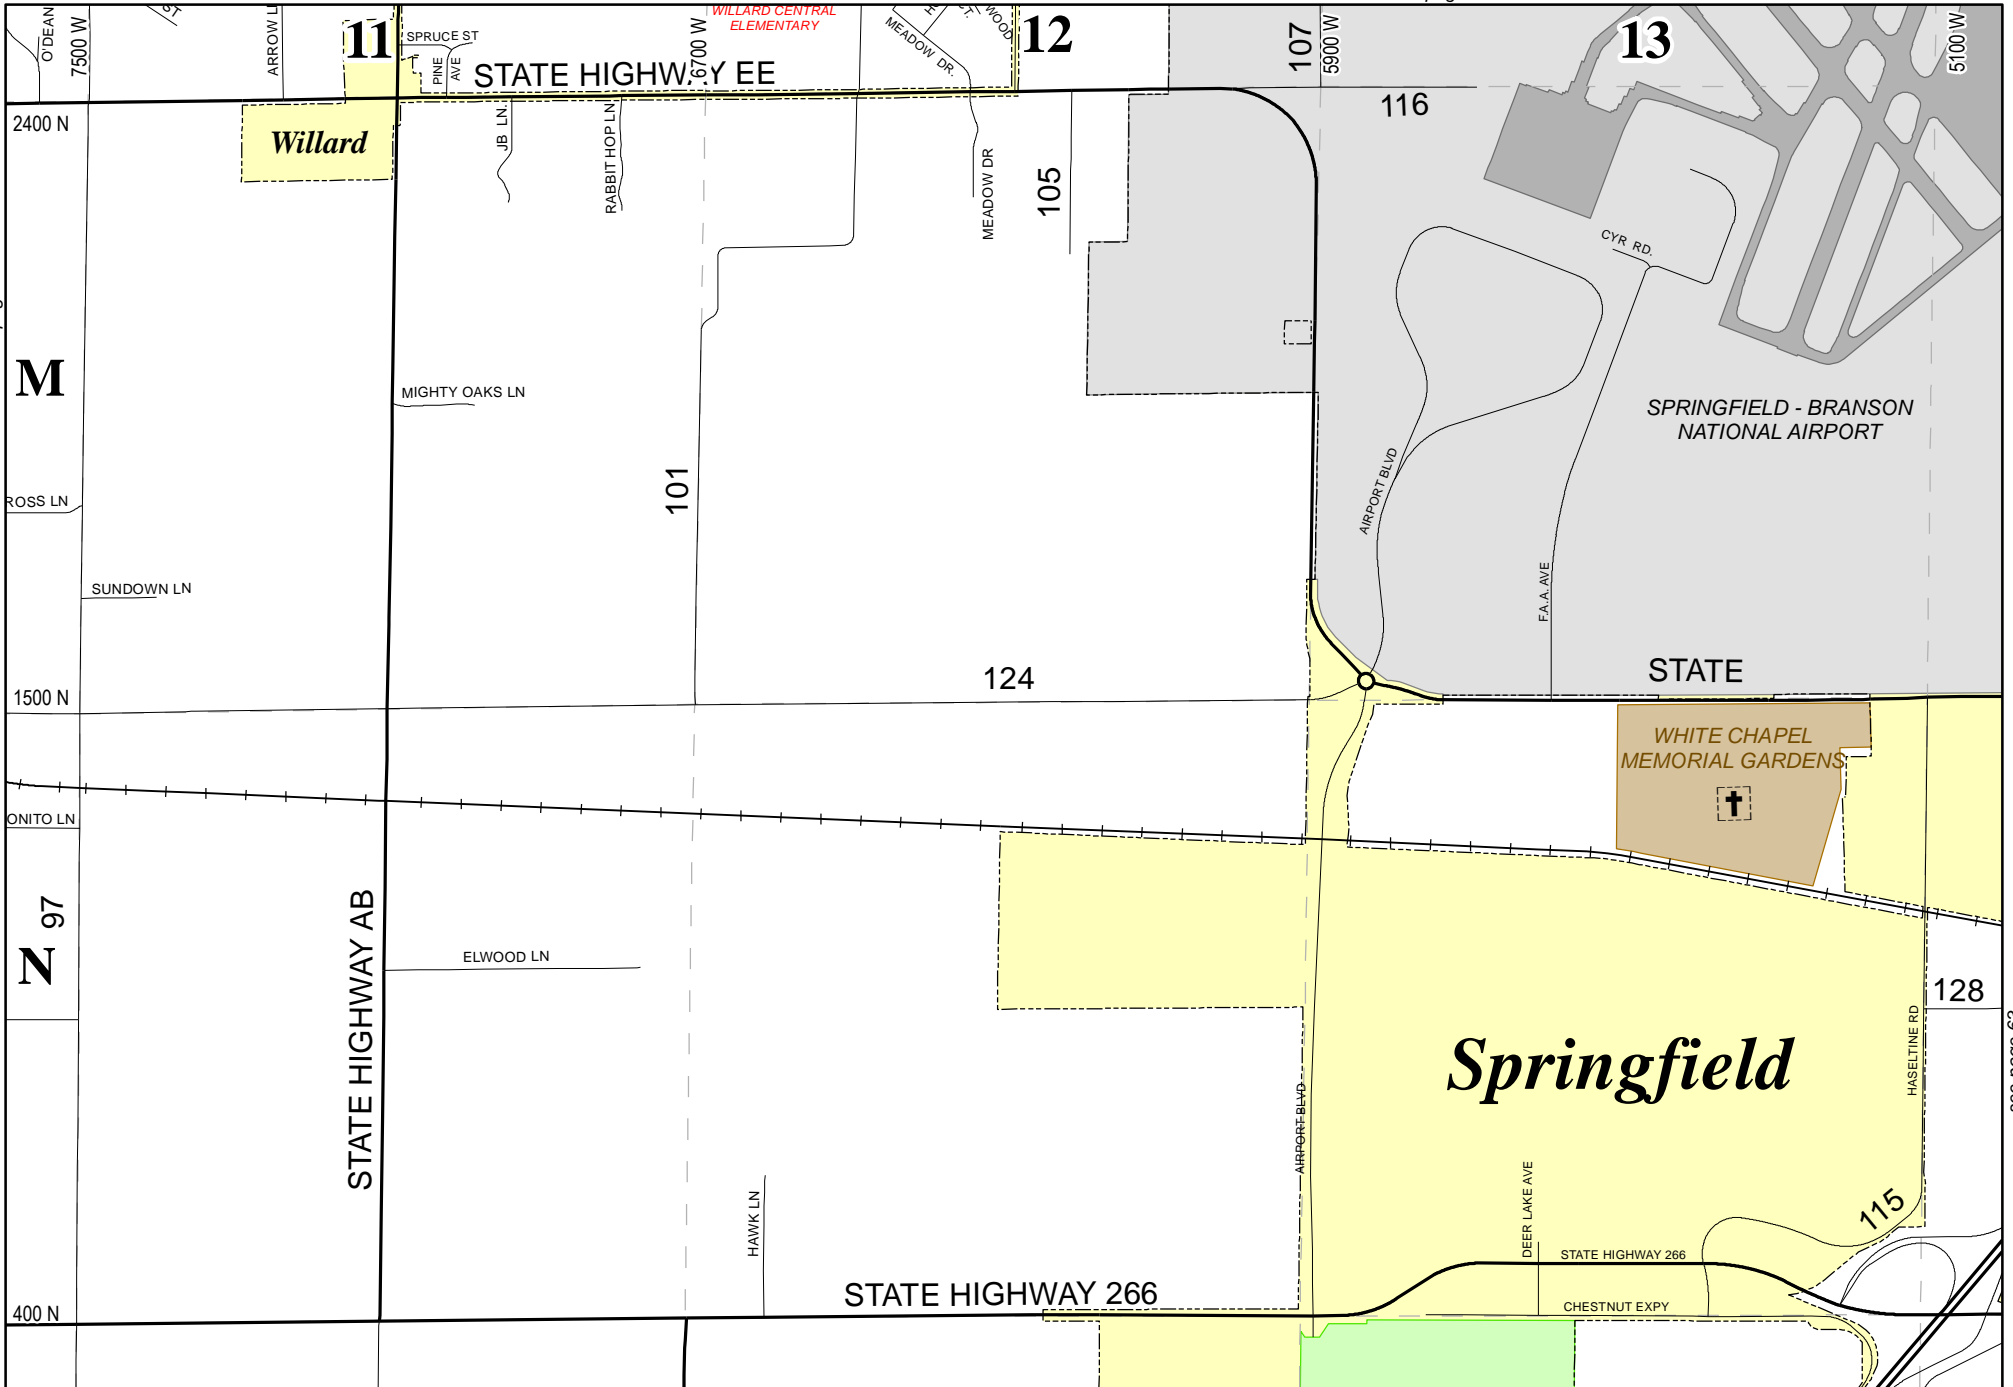 O'DEAN
7500 W
ST
ARROW L
11
SPRUCE ST
PINE
AVE
STATE HIGHWAY EE
6700 W
WILLARD CENTRAL
ELEMENTARY
MEADOW DR.
CT.
WOOD
12
107
5900 W
13
5100 W
2400 N
Willard
JB LN.
RABBIT HOP LN
MEADOW DR
105
116
CYR RD.
M
MIGHTY OAKS LN
SPRINGFIELD - BRANSON
NATIONAL AIRPORT
101
AIRPORT BLVD
ROSS LN
SUNDOWN LN
F.A.A. AVE
124
STATE
1500 N
WHITE CHAPEL
MEMORIAL GARDENS
ONITO LN
97
N
STATE HIGHWAY AB
ELWOOD LN
128
HASELTINE RD
Springfield
AIRPORT BLVD
HAWK LN
DEER LAKE AVE
115
STATE HIGHWAY 266
STATE HIGHWAY 266
CHESTNUT EXPY
400 N